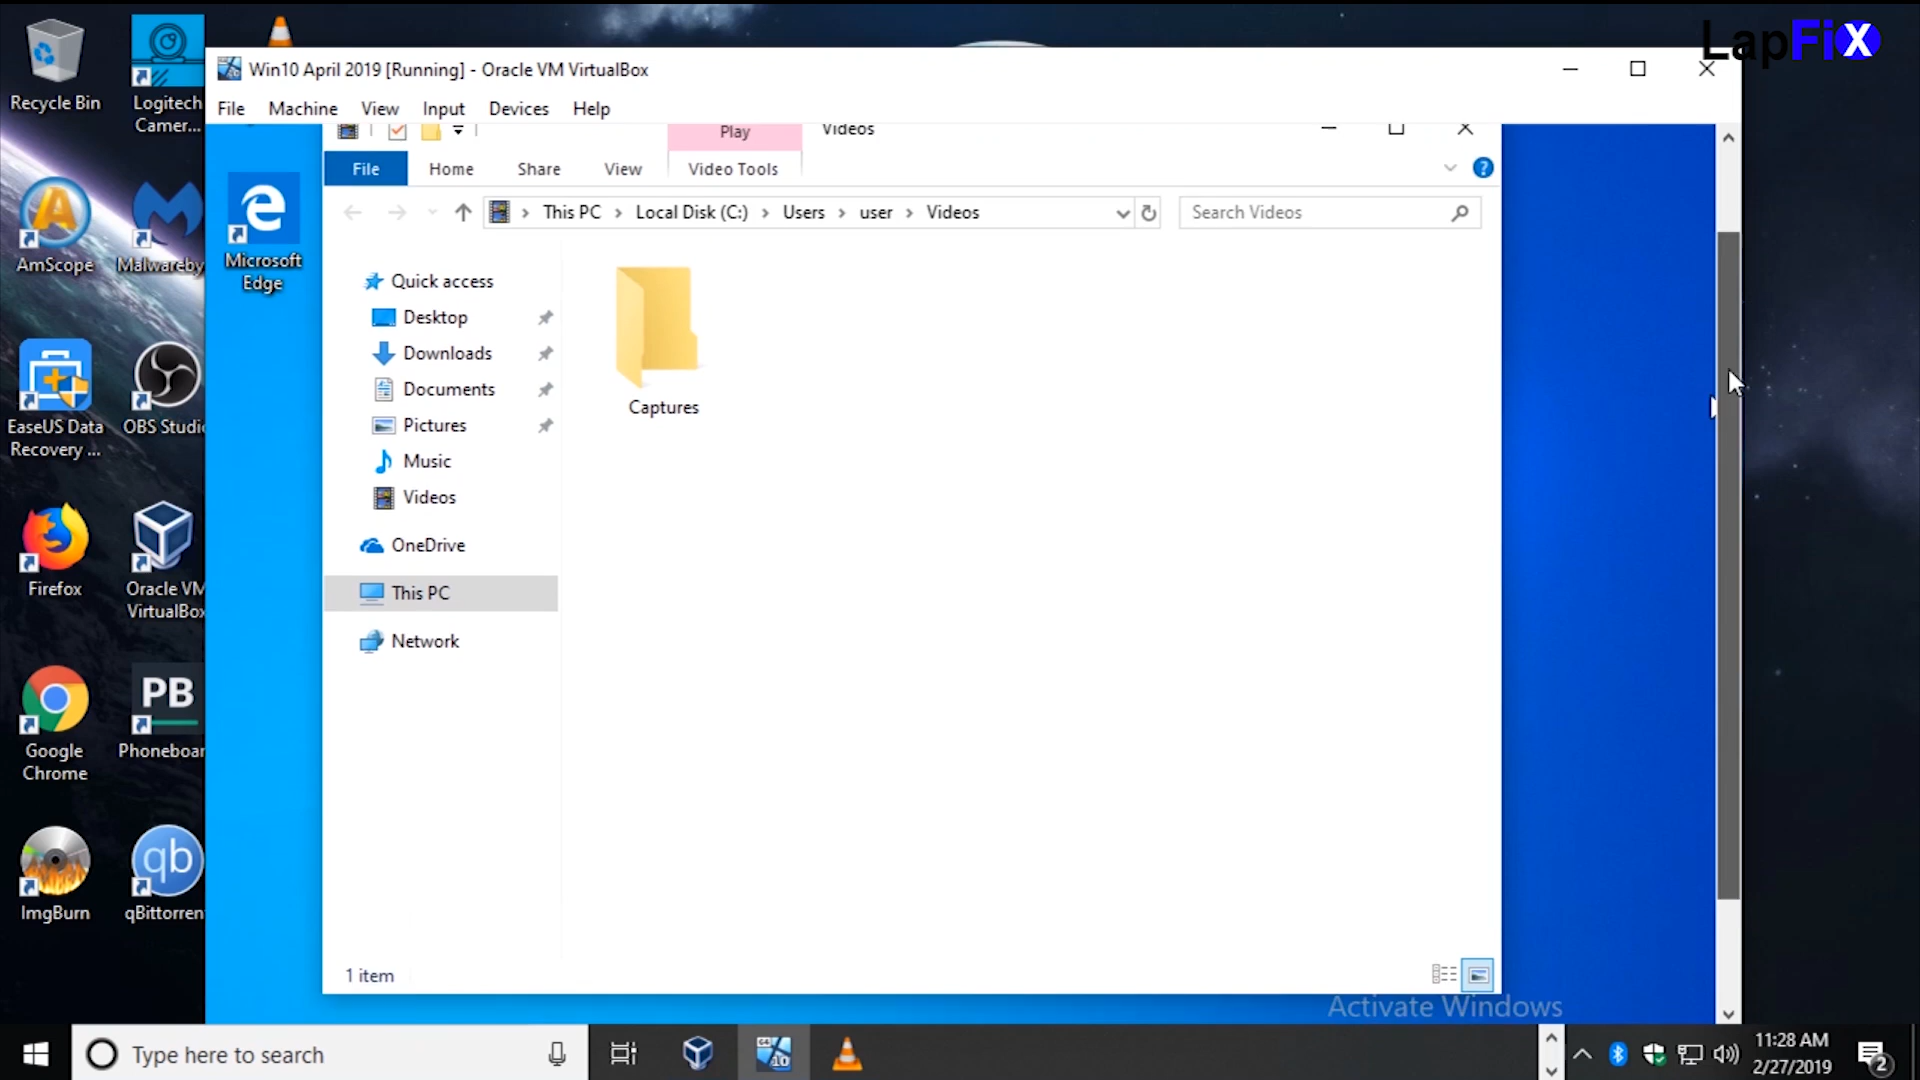 LapFiX
Recycle Bin
Logitech
Camer...
AmScope
Malwareby
EaseUS Data
Recovery ...
OBS Studi
Firefox
Oracle VM
VirtualBox
Google
Chrome
PB
Phoneboar
ImgBurn
qb
qBittorren
Win10 April 2019 [Running] - Oracle VM VirtualBox
File Machine View Input Devices Help
Microsoft
Edge
Play Videos
File Home Share View Video Tools
This PC › Local Disk (C:) › Users › user › Videos
Search Videos
Quick access
Desktop
Downloads
Documents
Pictures
Music
Videos
OneDrive
This PC
Network
Captures
1 item
Activate Windows
Type here to search
64
10
11:28 AM
2/27/2019
2